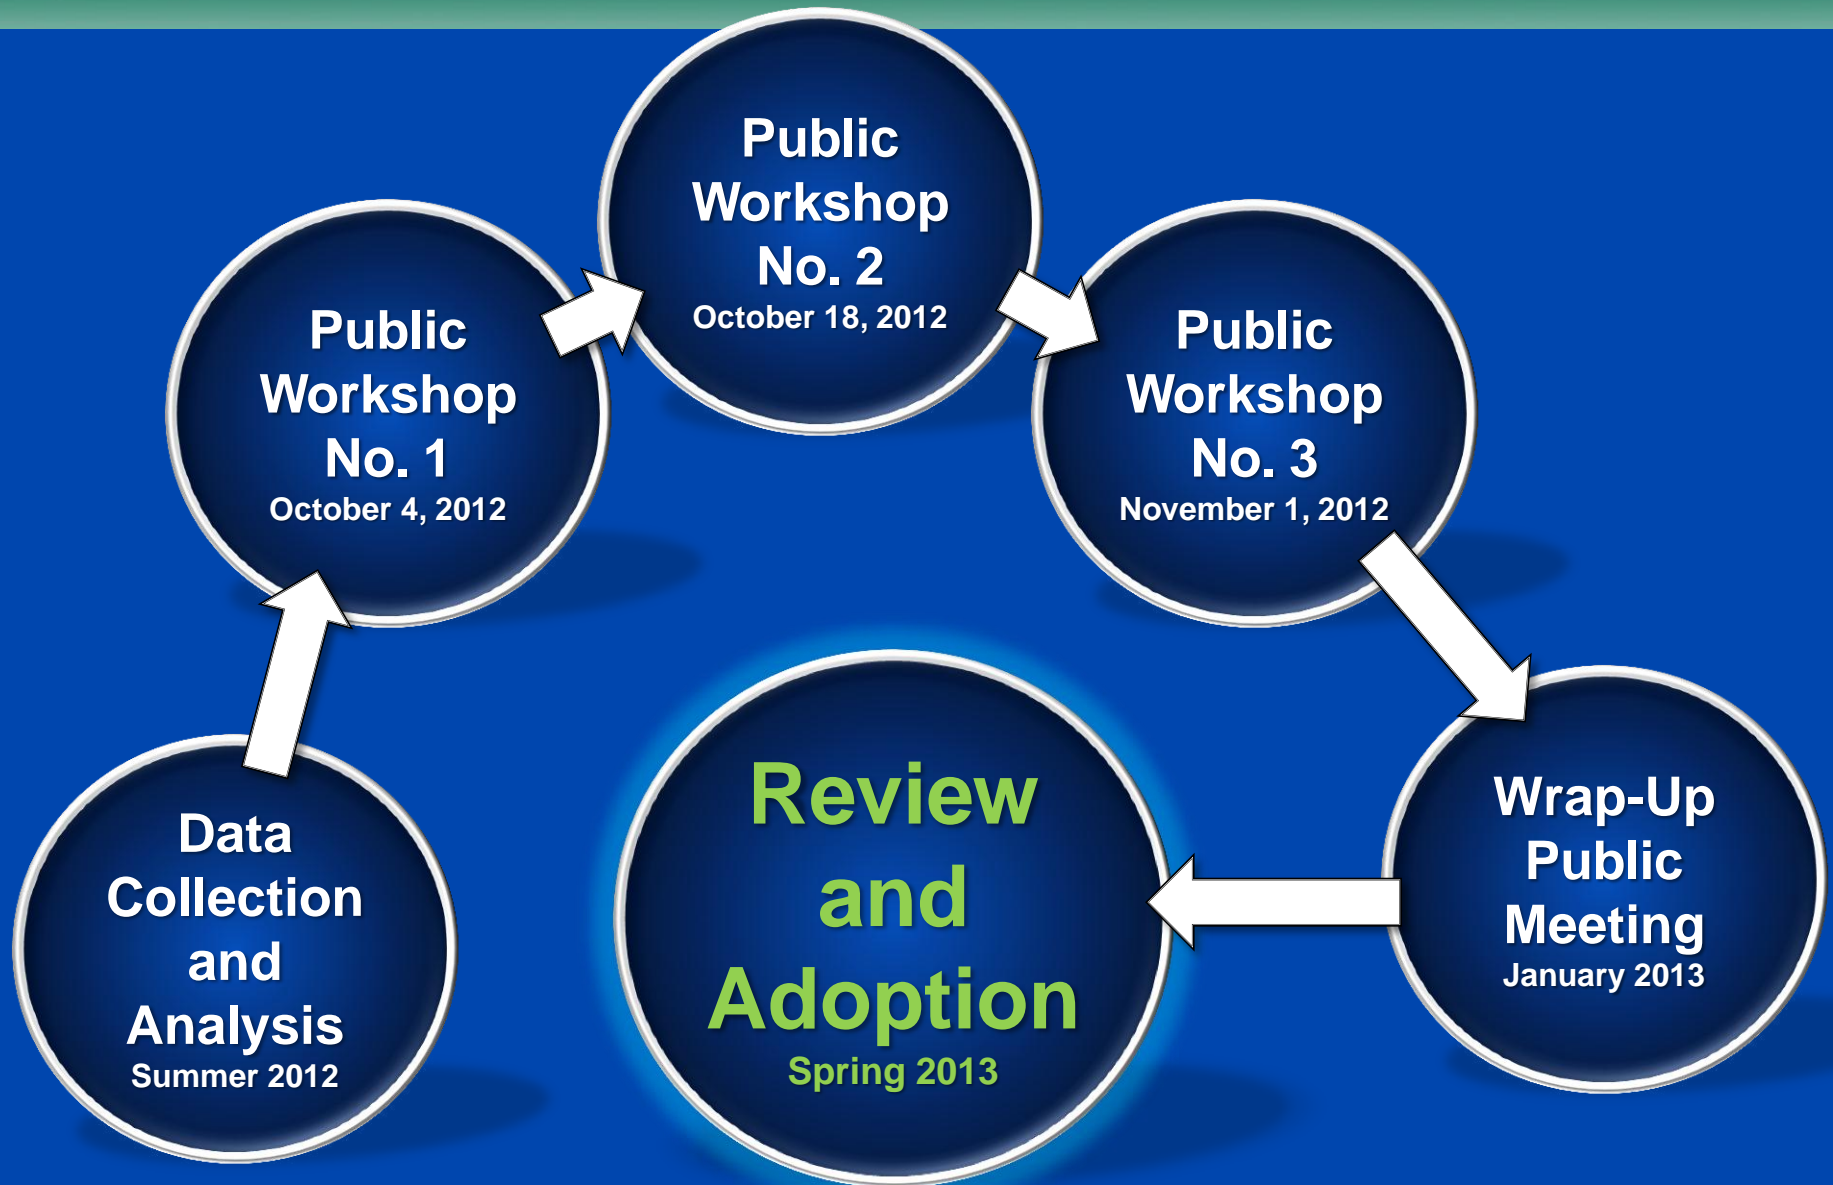 Data
Collection
and
Analysis
Summer 2012
Public
Workshop
No. 1
October 4, 2012
Public
Workshop
No. 2
October 18, 2012
Public
Workshop
No. 3
November 1, 2012
Wrap-Up
Public
Meeting
January 2013
Review
and
Adoption
Spring 2013